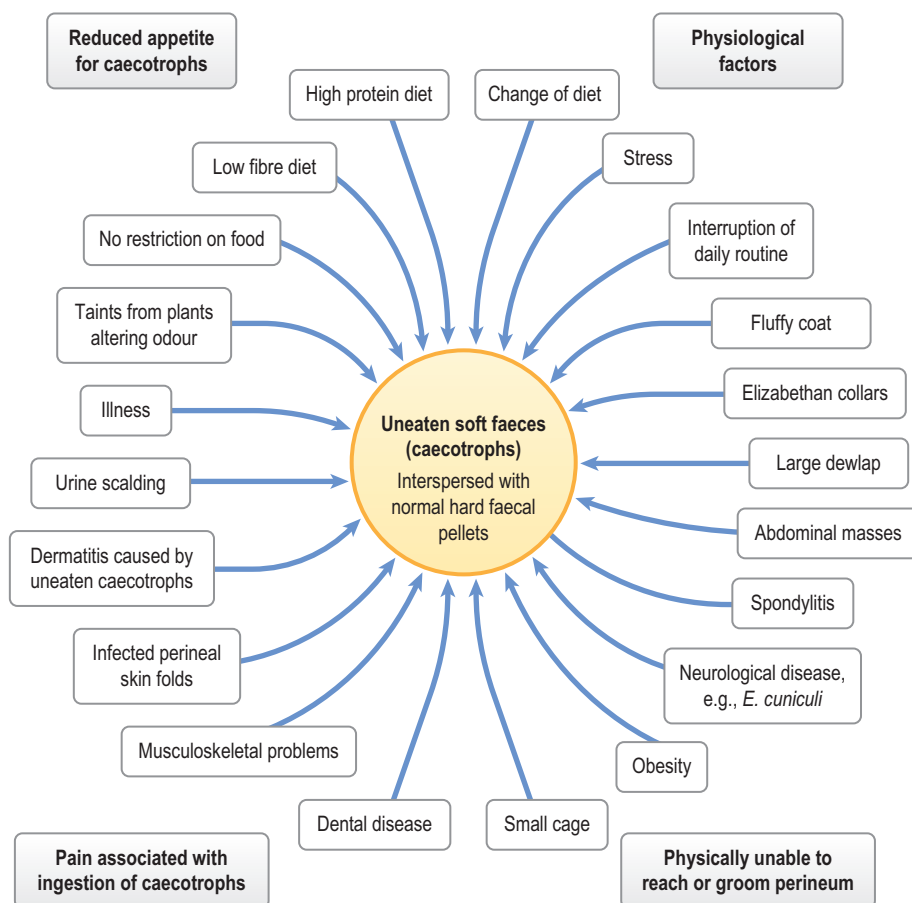 Reduced appetite
for caecotrophs
Physiological
factors
High protein diet
Change of diet
Low fibre diet
Stress
No restriction on food
Interruption of
daily routine
Taints from plants
altering odour
Fluffy coat
Illness
Elizabethan collars
Uneaten soft faeces
(caecotrophs)
Interspersed with
normal hard faecal
pellets
Urine scalding
Large dewlap
Dermatitis caused by
uneaten caecotrophs
Abdominal masses
Spondylitis
Infected perineal
skin folds
Neurological disease,
e.g., E. cuniculi
Musculoskeletal problems
Obesity
Dental disease
Small cage
Pain associated with
ingestion of caecotrophs
Physically unable to
reach or groom perineum